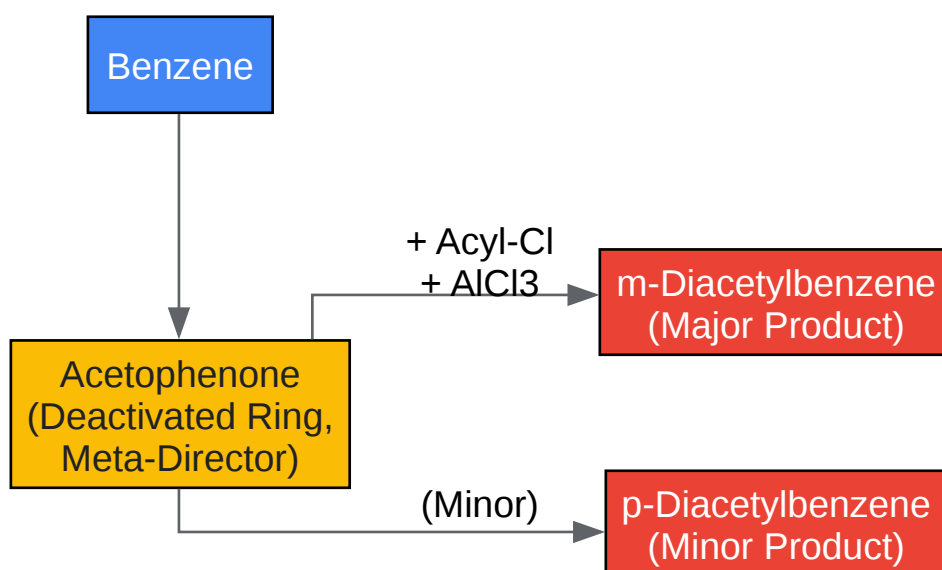 Benzene
+ Acyl-Cl
+ AlCl3
m-Diacetylbenzene
(Major Product)
Acetophenone
(Deactivated Ring,
Meta-Director)
(Minor)
p-Diacetylbenzene
(Minor Product)